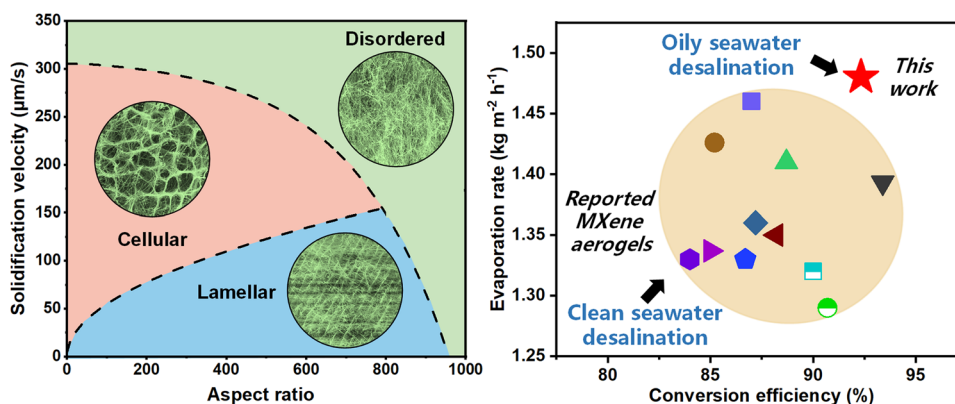 350
300
250
200
150
100
50
0
Solidification velocity (μm/s)
Disordered
Cellular
Lamellar
0 200 400 600 800 1000
Aspect ratio
1.50
1.45
1.40
1.35
1.30
1.25
Evaporation rate (kg m⁻² h⁻¹)
Oily seawater
desalination
This
work
Reported
MXene
aerogels
Clean seawater
desalination
80 85 90 95
Conversion efficiency (%)